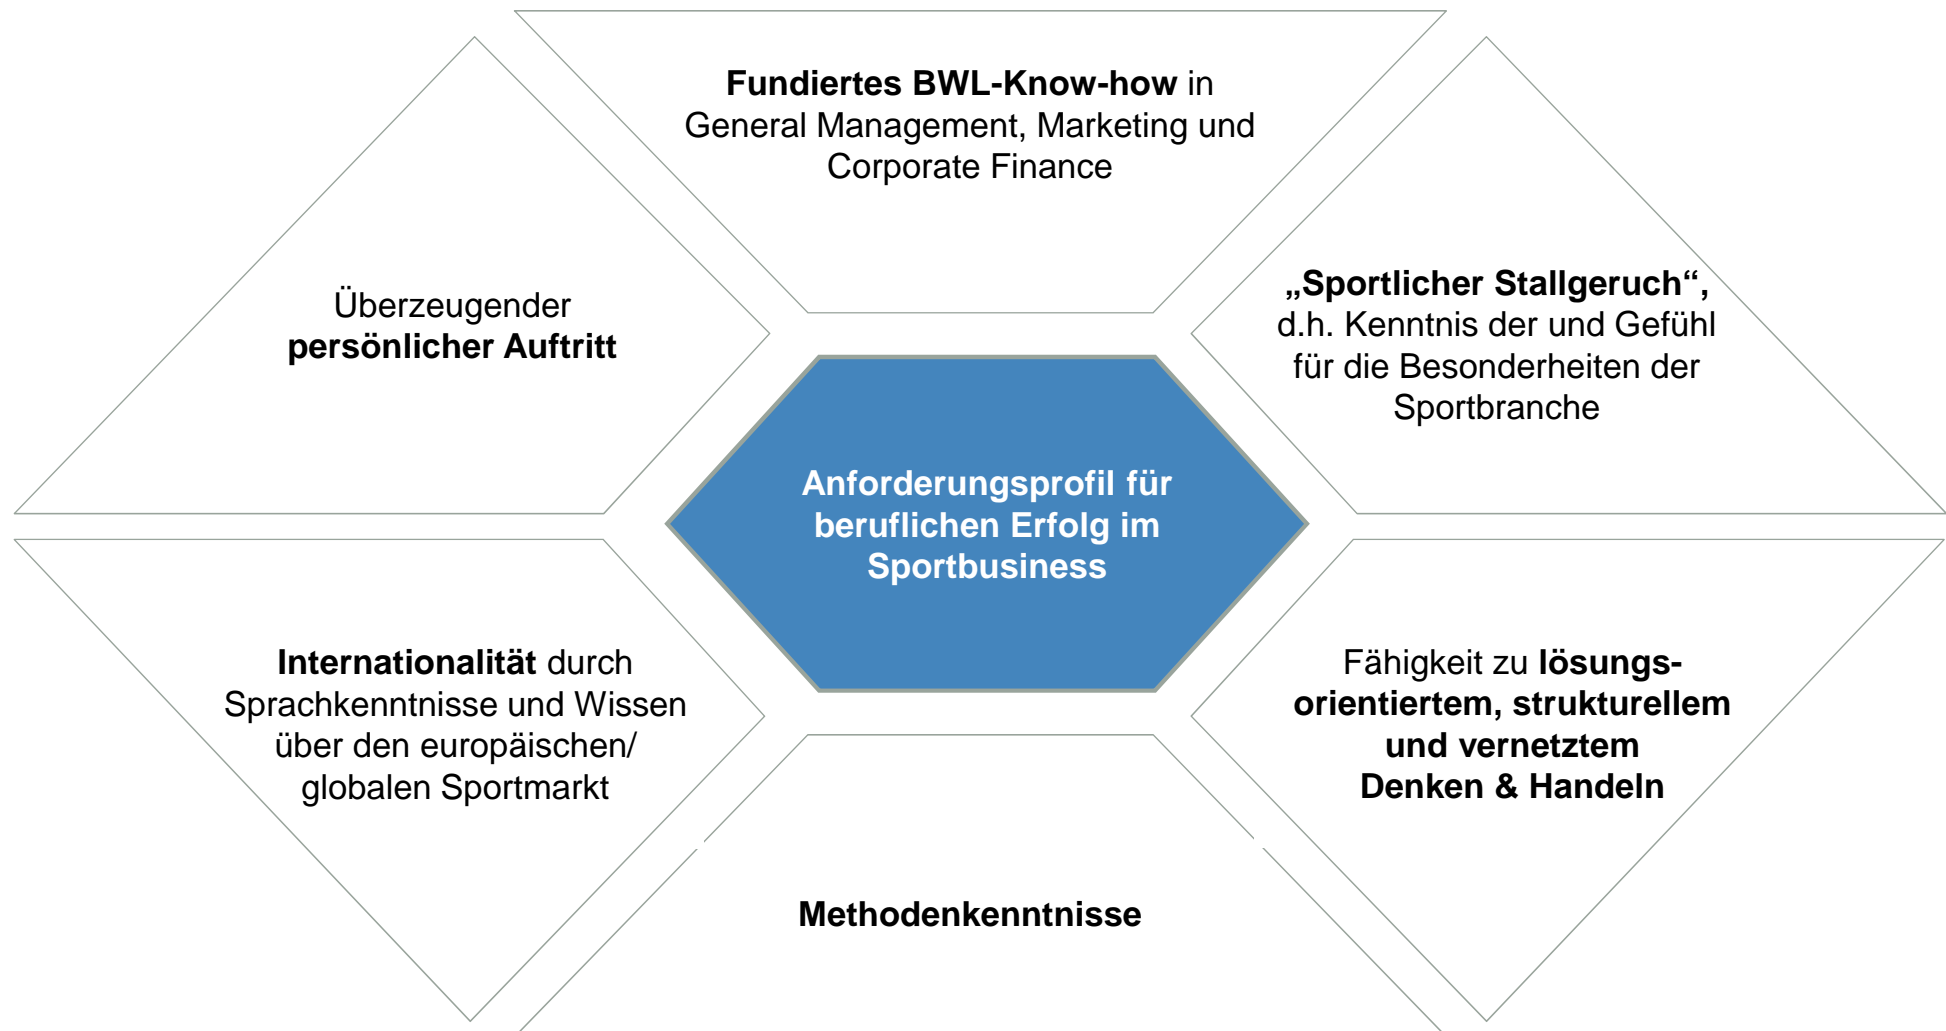 Fundiertes BWL-Know-how in
General Management, Marketing und
Corporate Finance
Überzeugender
persönlicher Auftritt
„Sportlicher Stallgeruch“,
d.h. Kenntnis der und Gefühl
für die Besonderheiten der
Sportbranche
Anforderungsprofil für
beruflichen Erfolg im
Sportbusiness
Internationalität durch
Sprachkenntnisse und Wissen
über den europäischen/
globalen Sportmarkt
Fähigkeit zu lösungs-
orientiertem, strukturellem
und vernetztem
Denken & Handeln
Methodenkenntnisse